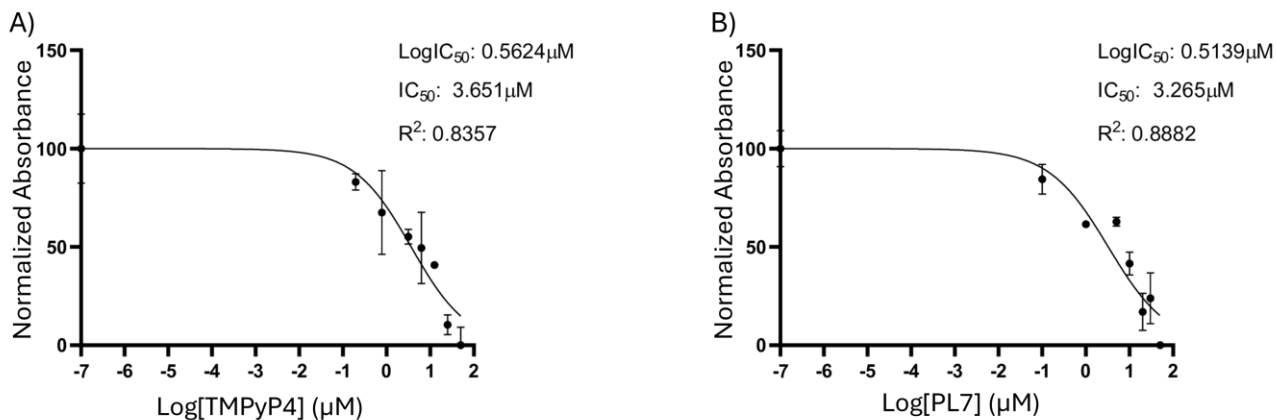 A)
LogIC₅₀: 0.5624μM
IC₅₀: 3.651μM
R²: 0.8357
Normalized Absorbance
150
100
50
0
-7 -6 -5 -4 -3 -2 -1 0 1 2
Log[TMPyP4] (μM)
B)
LogIC₅₀: 0.5139μM
IC₅₀: 3.265μM
R²: 0.8882
Normalized Absorbance
150
100
50
0
-7 -6 -5 -4 -3 -2 -1 0 1 2
Log[PL7] (μM)